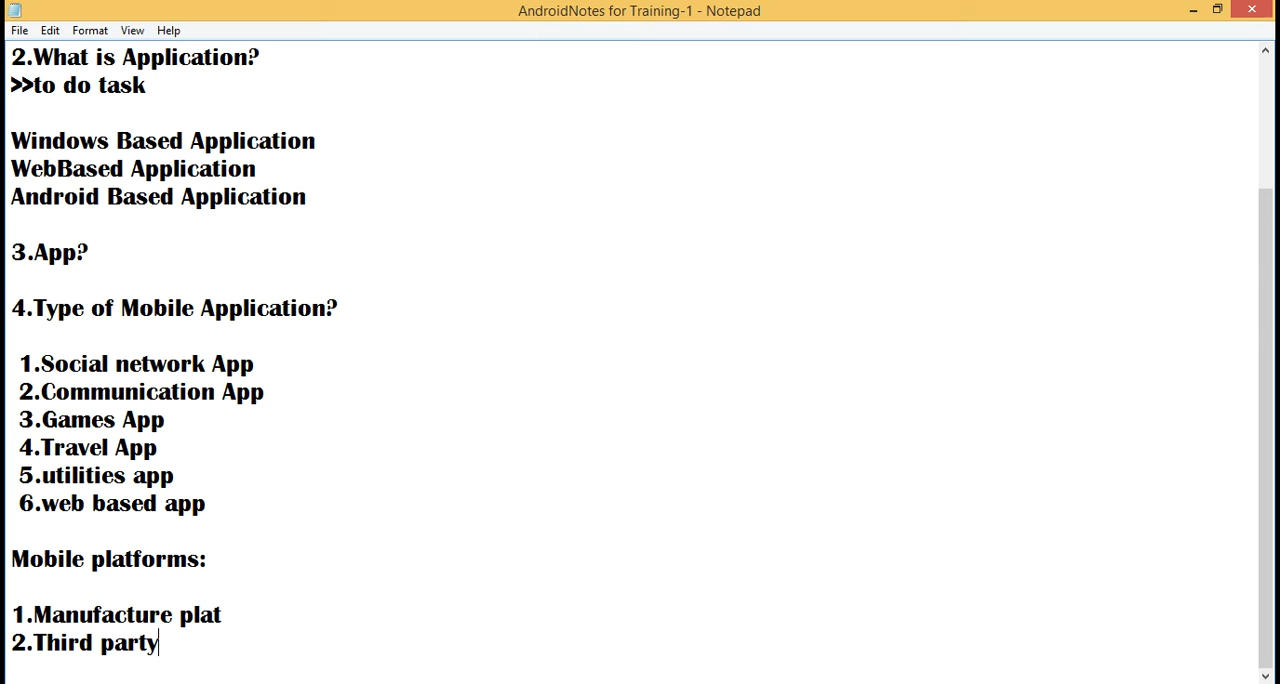 AndroidNotes for Training-1 - Notepad
File Edit Format View Help
2.What is Application?
>>to do task
Windows Based Application
WebBased Application
Android Based Application
3.App?
4.Type of Mobile Application?
1.Social network App
2.Communication App
3.Games App
4.Travel App
5.utilities app
6.web based app
Mobile platforms:
1.Manufacture plat
2.Third party